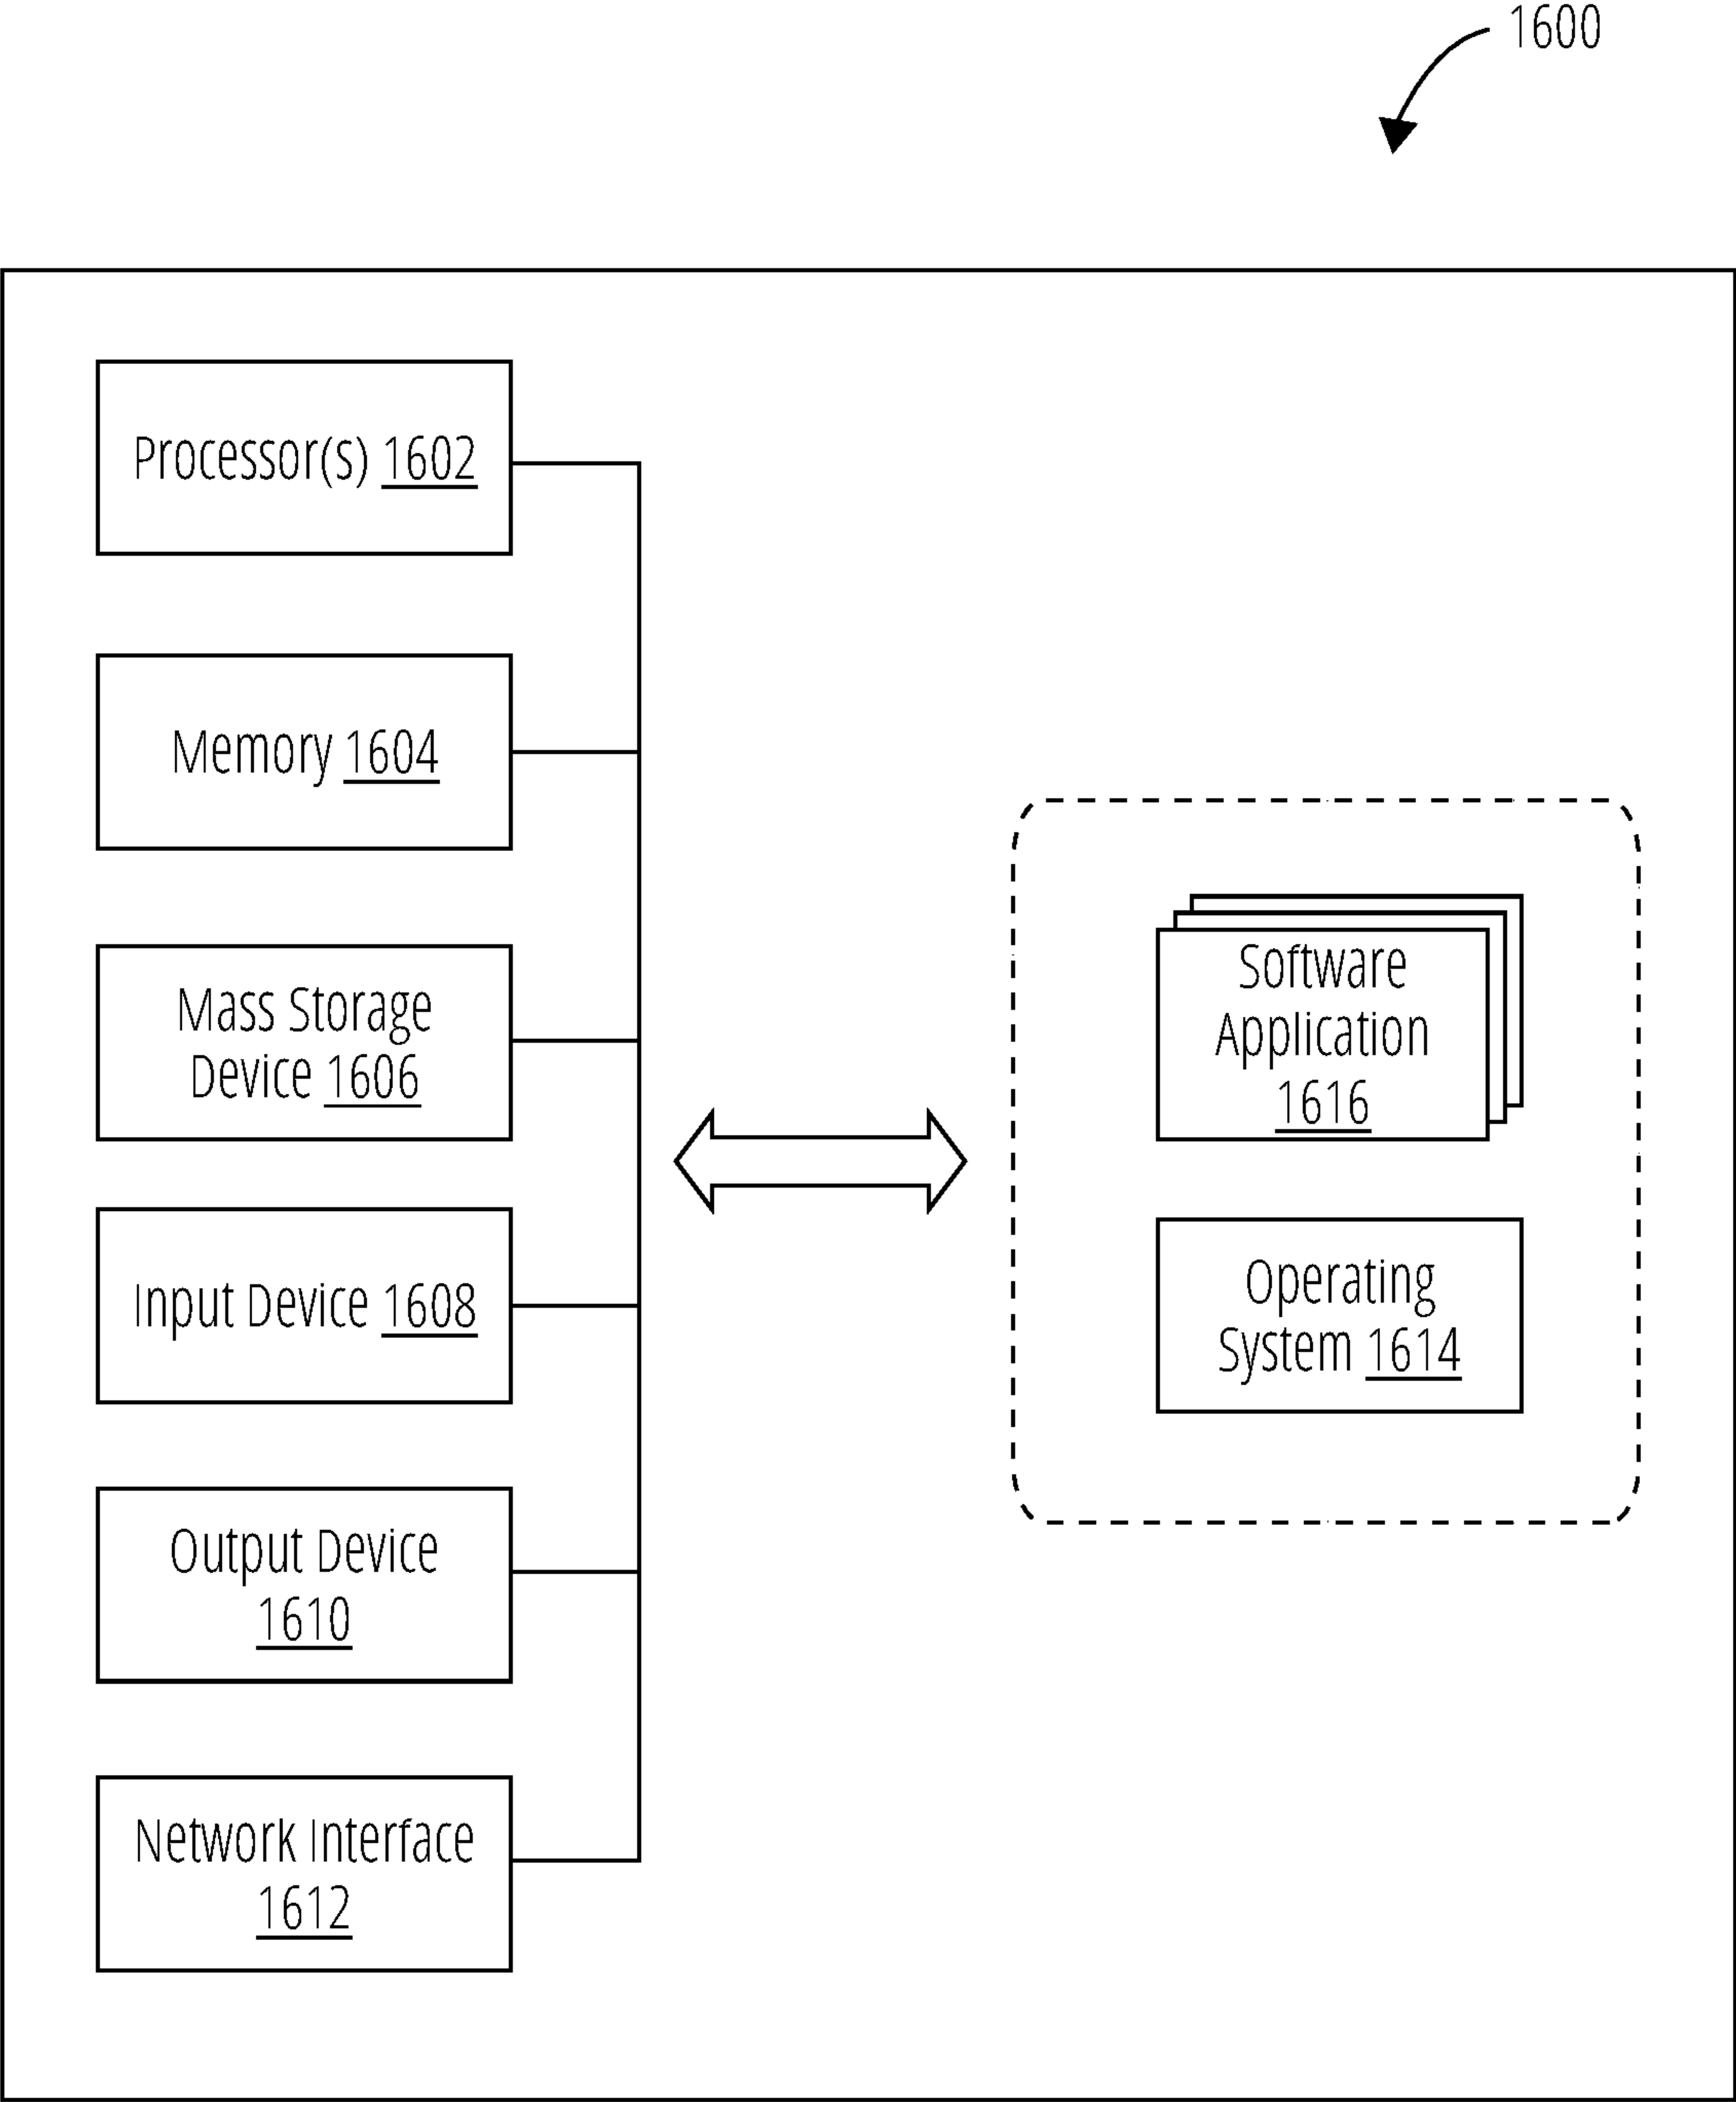 1600
Processor(s) 1602
Memory 1604
Mass Storage
Device 1606
Input Device 1608
Output Device
1610
Network Interface
1612
Software
Application
1616
Operating
System 1614